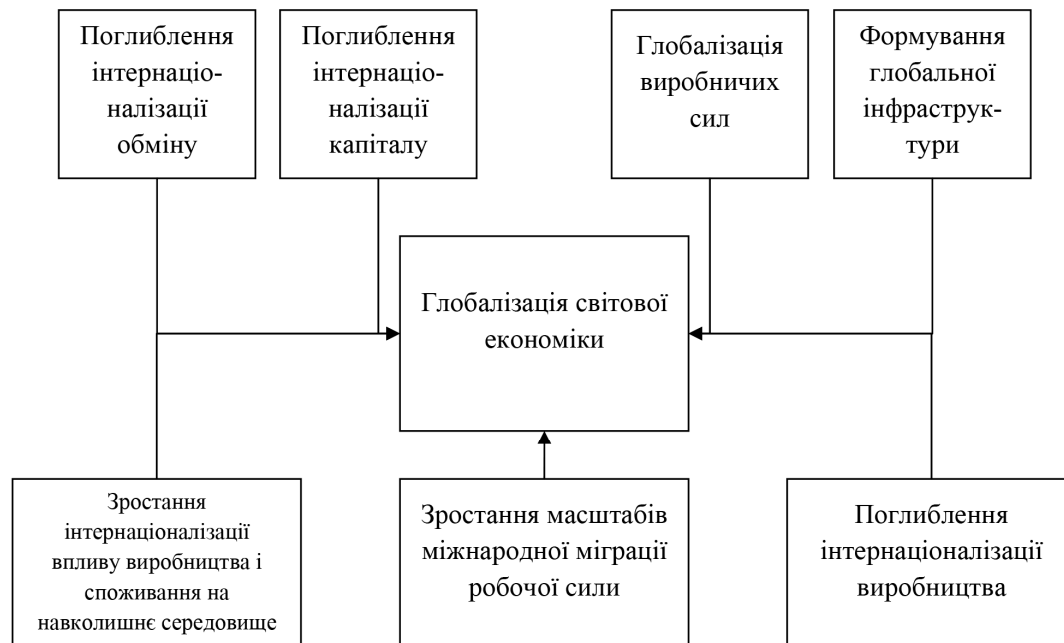 Поглиблення
інтернаціо-
налізації
обміну
Поглиблення
інтернаціо-
налізації
капіталу
Глобалізація
виробничих
сил
Формування
глобальної
інфраструк-
тури
Глобалізація світової
економіки
Зростання
інтернаціоналізації
впливу виробництва і
споживання на
навколишнє середовище
Зростання масштабів
міжнародної міграції
робочої сили
Поглиблення
інтернаціоналізації
виробництва